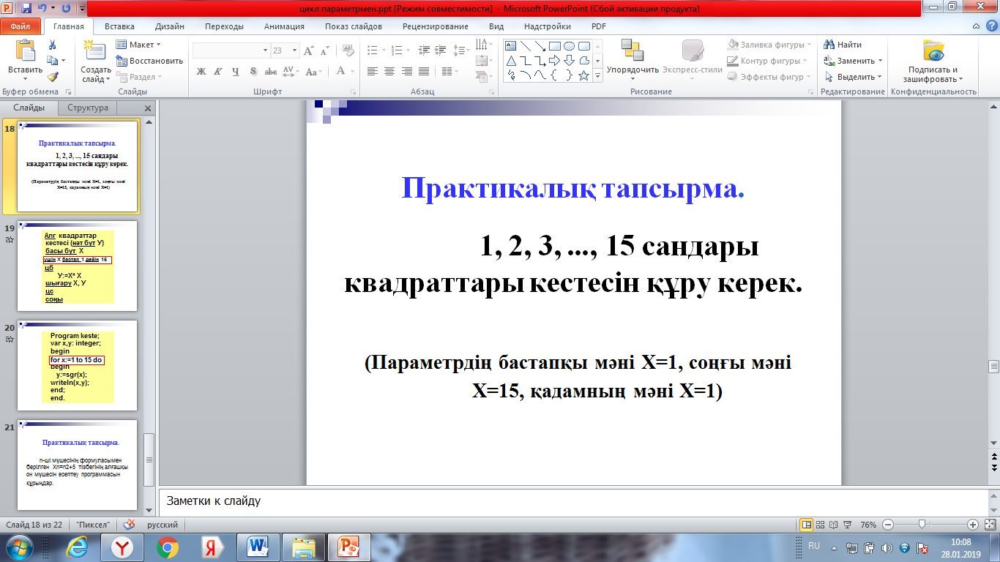 цикл параметрмен.ppt [Режим совместимости] - Microsoft PowerPoint (Сбой активации продукта)
Файл Главная Вставка Дизайн Переходы Анимация Показ слайдов Рецензирование Вид Надстройки PDF
Вставить
Создать слайд
Макет
Восстановить
Раздел
23
Ж К Ч S abc AV Aa А
Заливка фигуры
Контур фигуры
Эффекты фигур
Упорядочить
Экспресс-стили
Найти
Заменить
Выделить
Подписать и зашифровать
Буфер обмена Слайды Шрифт Абзац Рисование Редактирование Конфиденциальность
Слайды Структура
18
Практикалық тапсырма.
1, 2, 3, ..., 15 сандары
квадраттары кестесін құру керек.
(Параметрдің бастапқы мәні X=1, соңғы мәні
X=15, қадамның мәні X=1)
19
Алг квадраттар
кестесі (нәт бүт У)
басы бүт Х
үшін Х бастап 1 дейін 15
цб
У:=Х* Х
шығару Х, У
цс
соңы
20
Program keste;
var x,y: integer;
begin
for x:=1 to 15 do
begin
y:=sgr(x);
writeln(x,y);
end;
end.
21
Практикалық тапсырма.
n-ші мүшесінің формуласымен
берілген Xn=n2+5 тізбегінің алғашқы
он мүшесін есептеу программасын
құрыңдар.
Практикалық тапсырма.
1, 2, 3, ..., 15 сандары
квадраттары кестесін құру керек.
(Параметрдің бастапқы мәні X=1, соңғы мәні
X=15, қадамның мәні X=1)
Заметки к слайду
Слайд 18 из 22 "Пиксел" русский 76%
RU 10:08
28.01.2019